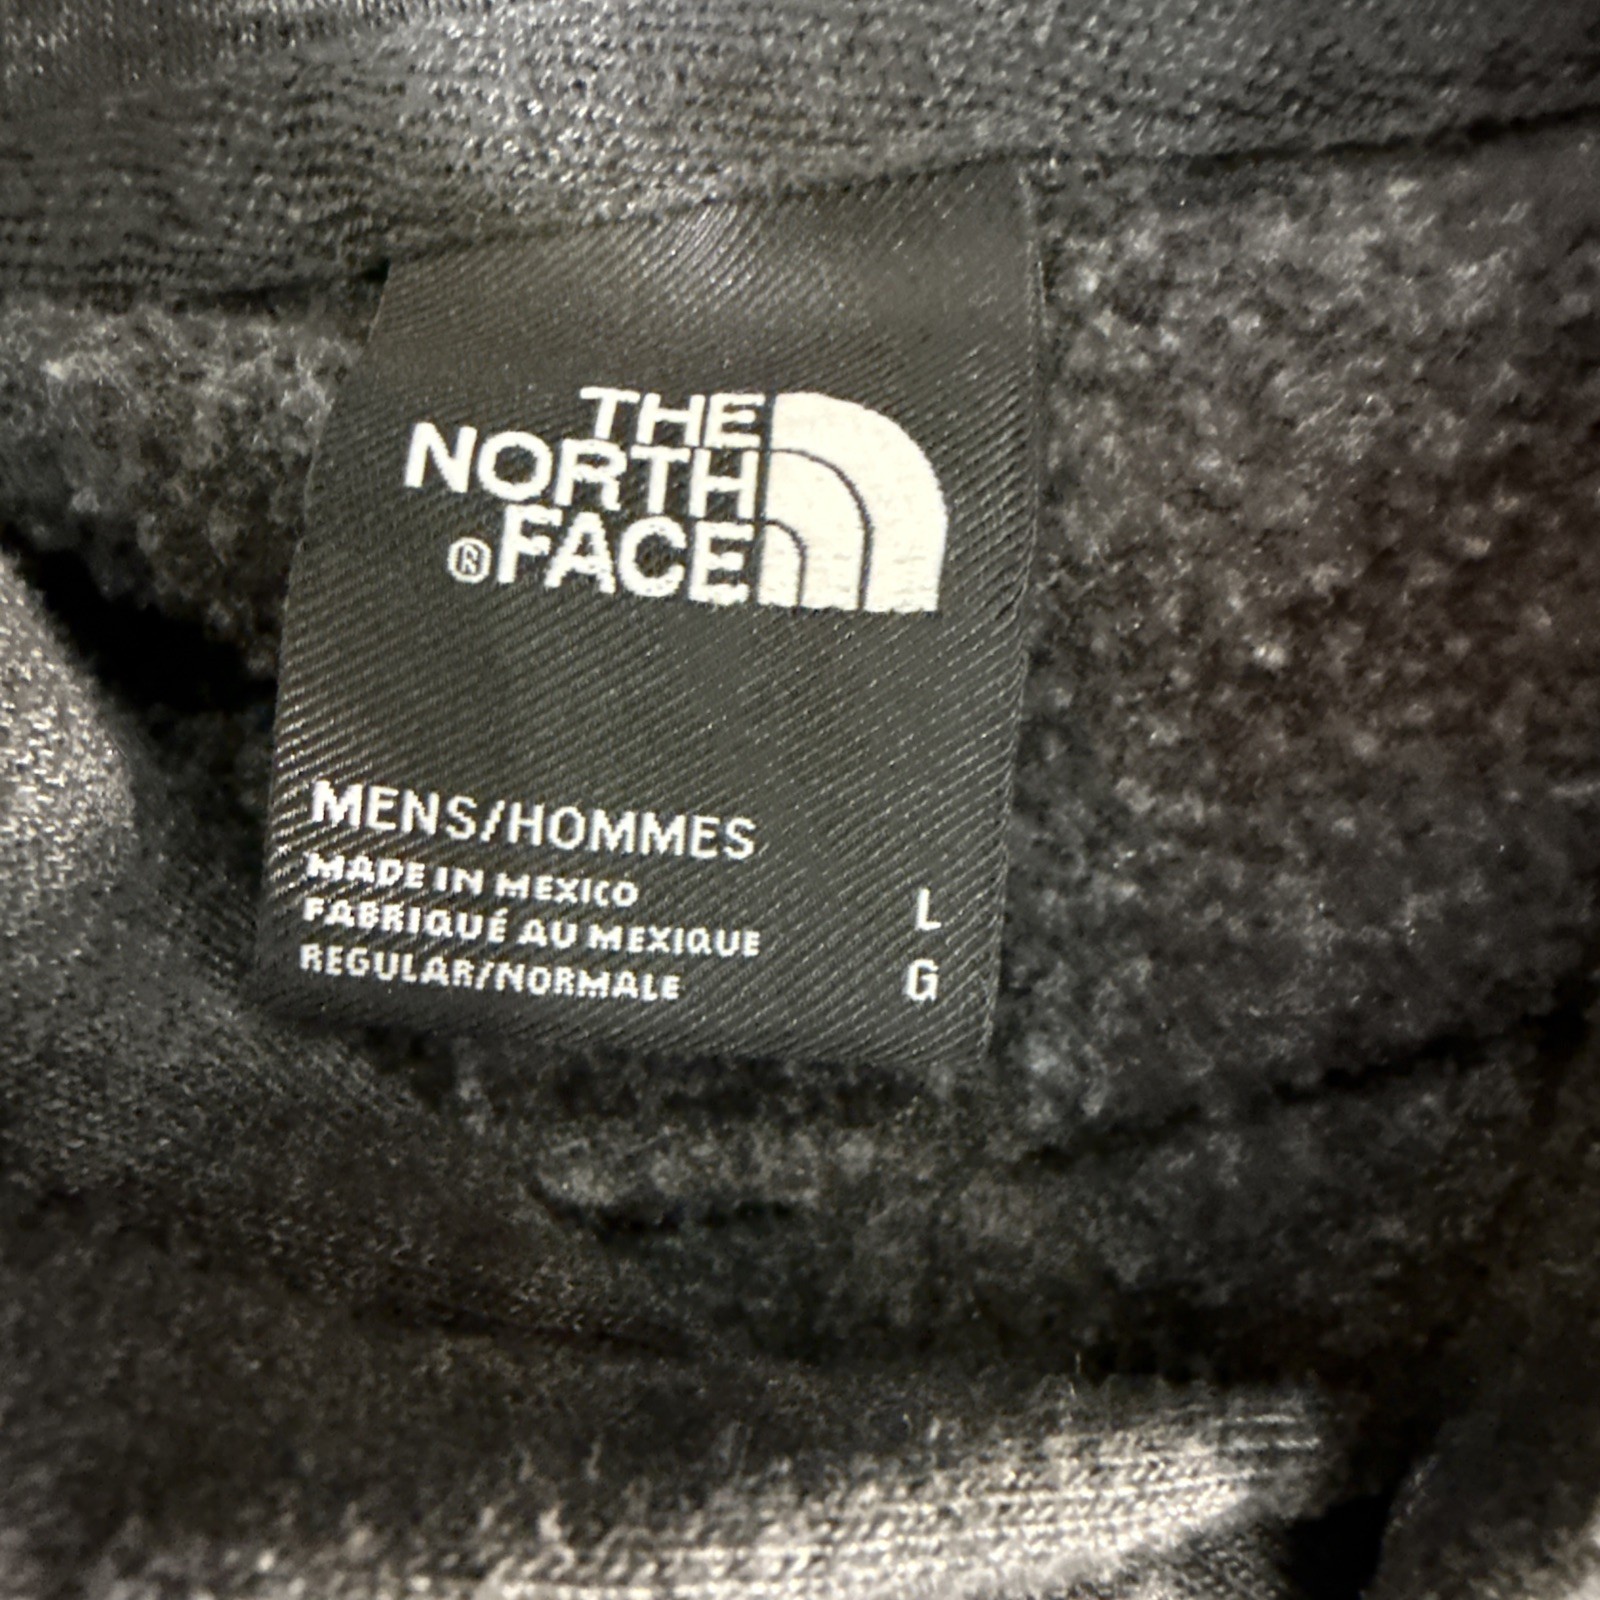 THE
NORTH
®FACE
MENS/HOMMES
MADE IN MEXICO
FABRIQUÉ AU MEXIQUE
REGULAR/NORMALE
L
G